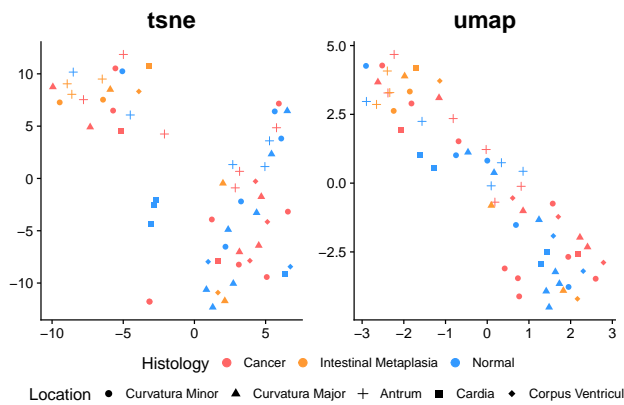 tsne umap
10
5
0
−5
−10
−10 −5 0 5
5.0
2.5
0.0
−2.5
−3 −2 −1 0 1 2 3
Histology Cancer Intestinal Metaplasia Normal
Location Curvatura Minor Curvatura Major Antrum Cardia Corpus Ventricul